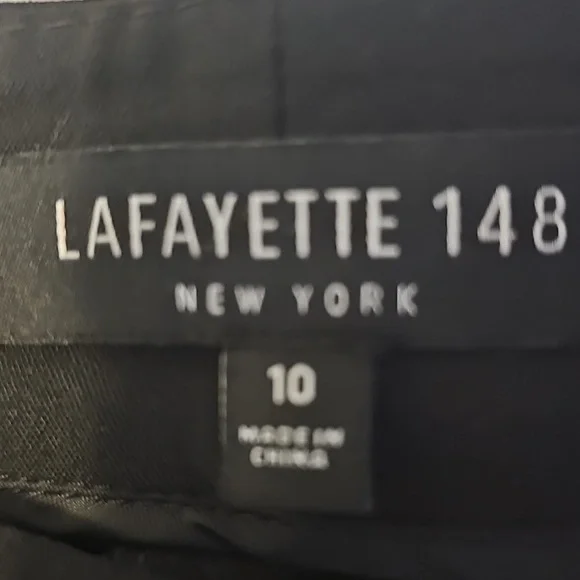 LAFAYETTE 148
NEW YORK
10
MADE IN
CHINA